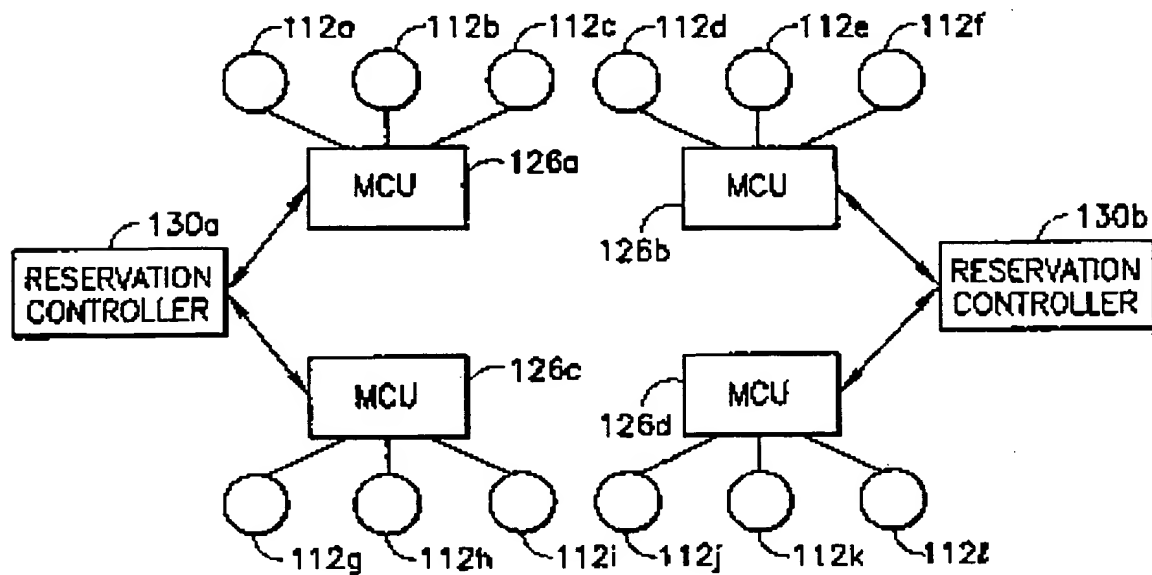 112a 112b 112c 112d 112e 112f
MCU 126a MCU
130a 126b 130b
RESERVATION CONTROLLER
RESERVATION CONTROLLER
MCU 126c MCU
126d
112g 112h 112i 112j 112k 112ℓ